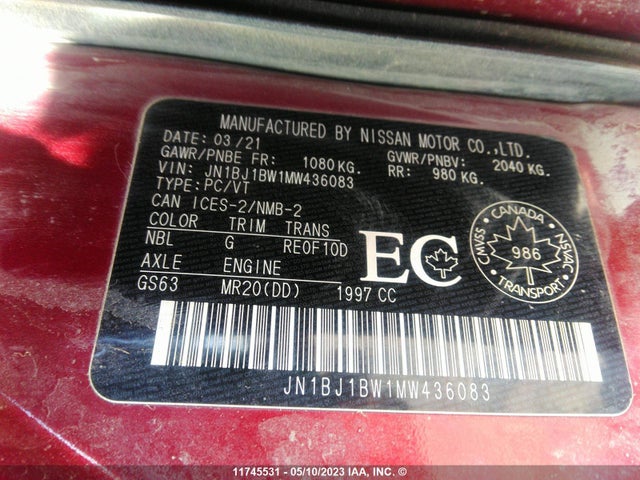 MANUFACTURED BY NISSAN MOTOR CO.,LTD.
DATE: 03/21
GAWR/PNBE FR: 1080 KG. GVWR/PNBV: 2040 KG.
VIN: JN1BJ1BW1MW436083 RR: 980 KG.
TYPE: PC/VT
CAN ICES-2/NMB-2
COLOR TRIM TRANS
NBL G RE0F10D
AXLE ENGINE
GS63 MR20(DD) 1997 CC
EC
CANADA
CMVSS 986 NSVAC
TRANSPORT
JN1BJ1BW1MW436083
11745531 - 05/10/2023 IAA, INC. ©